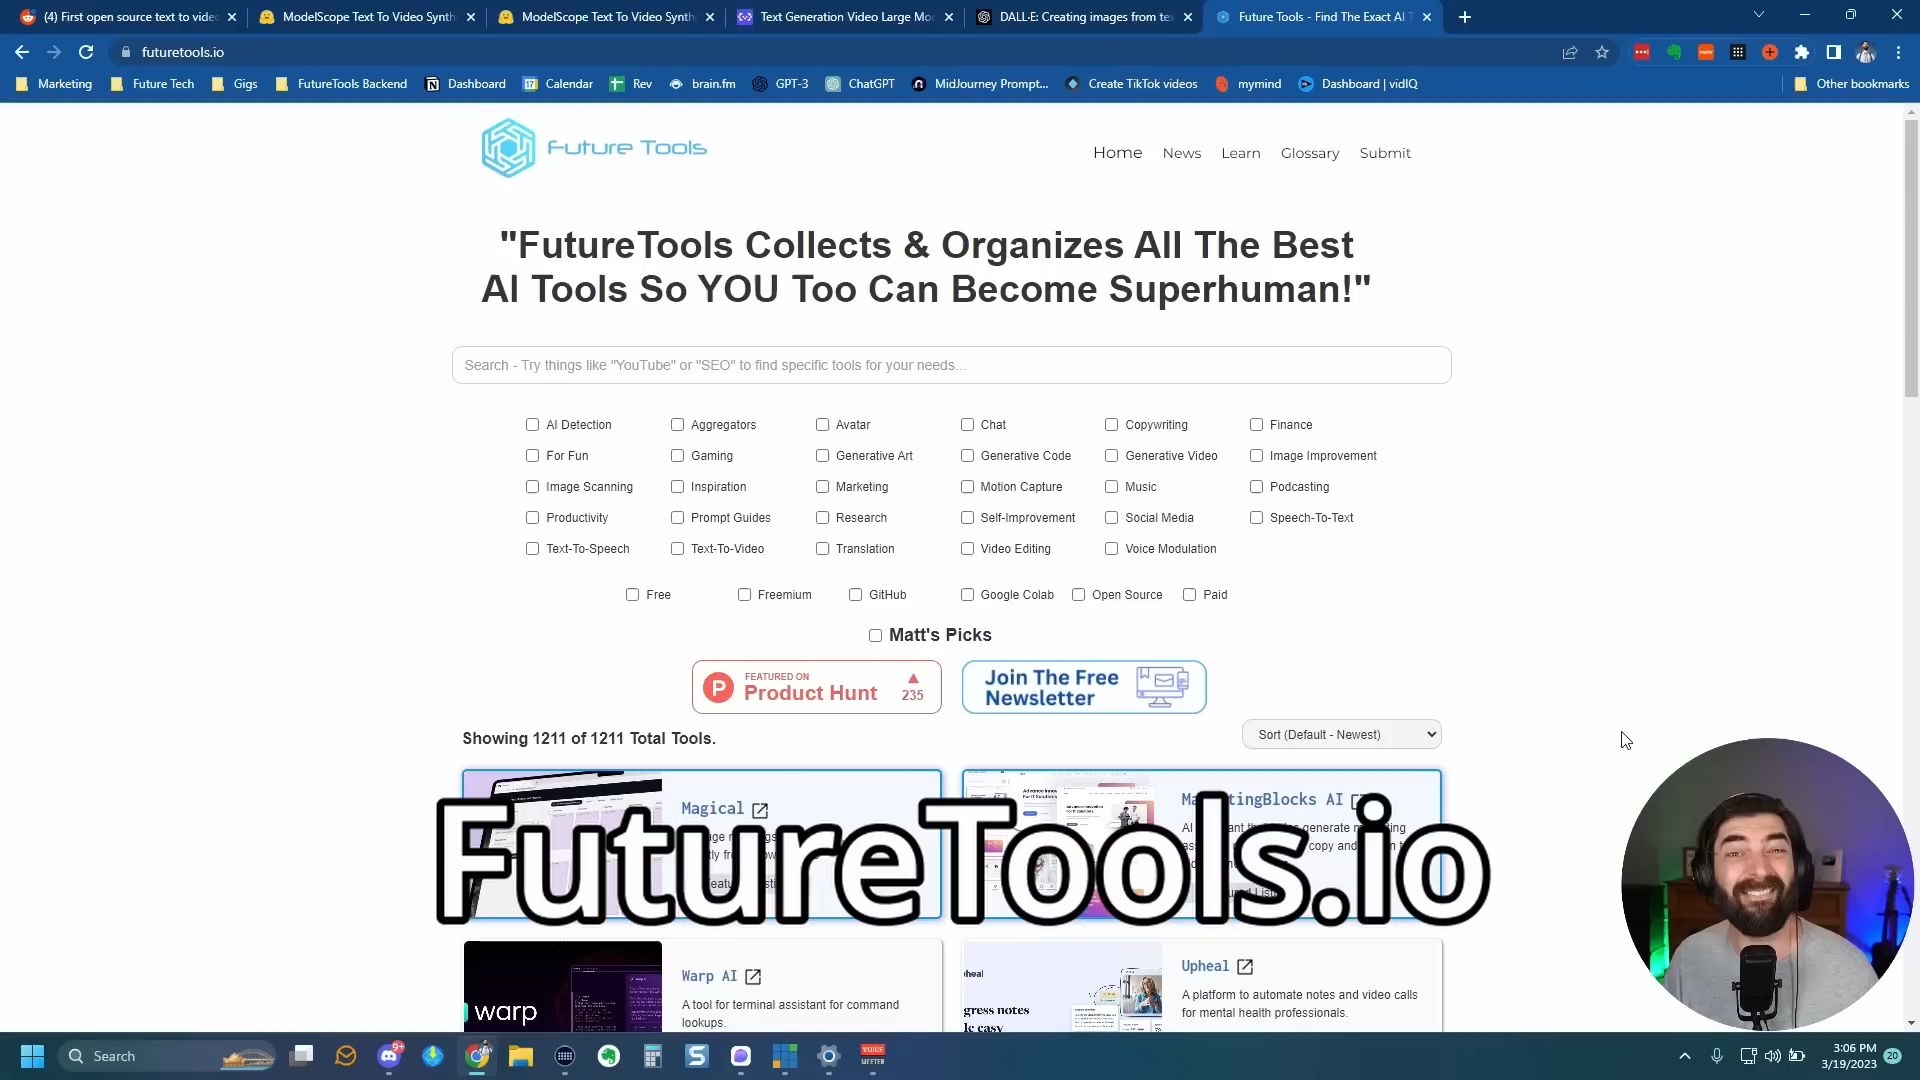 (4) First open source text to video
ModelScope Text To Video Synth
ModelScope Text To Video Synth
Text Generation Video Large Mod
DALL·E: Creating images from tex
Future Tools - Find The Exact AI T
futuretools.io
Marketing
Future Tech
Gigs
FutureTools Backend
Dashboard
Calendar
Rev
brain.fm
GPT-3
ChatGPT
MidJourney Prompt...
Create TikTok videos
mymind
Dashboard | vidIQ
Other bookmarks
Future Tools
Home
News
Learn
Glossary
Submit
"FutureTools Collects & Organizes All The Best
AI Tools So YOU Too Can Become Superhuman!"
Search - Try things like "YouTube" or "SEO" to find specific tools for your needs...
AI Detection
Aggregators
Avatar
Chat
Copywriting
Finance
For Fun
Gaming
Generative Art
Generative Code
Generative Video
Image Improvement
Image Scanning
Inspiration
Marketing
Motion Capture
Music
Podcasting
Productivity
Prompt Guides
Research
Self-Improvement
Social Media
Speech-To-Text
Text-To-Speech
Text-To-Video
Translation
Video Editing
Voice Modulation
Free
Freemium
GitHub
Google Colab
Open Source
Paid
Matt's Picks
FEATURED ON
Product Hunt
235
Join The Free
Newsletter
Showing 1211 of 1211 Total Tools.
Sort (Default - Newest)
Magical
AI
FutureTools.io
warp
Warp AI
A tool for terminal assistant for command
lookups.
gress notes
Upheal
A platform to automate notes and video calls
for mental health professionals.
Search
9+
VOICE
MEETER
3:06 PM
3/19/2023
20